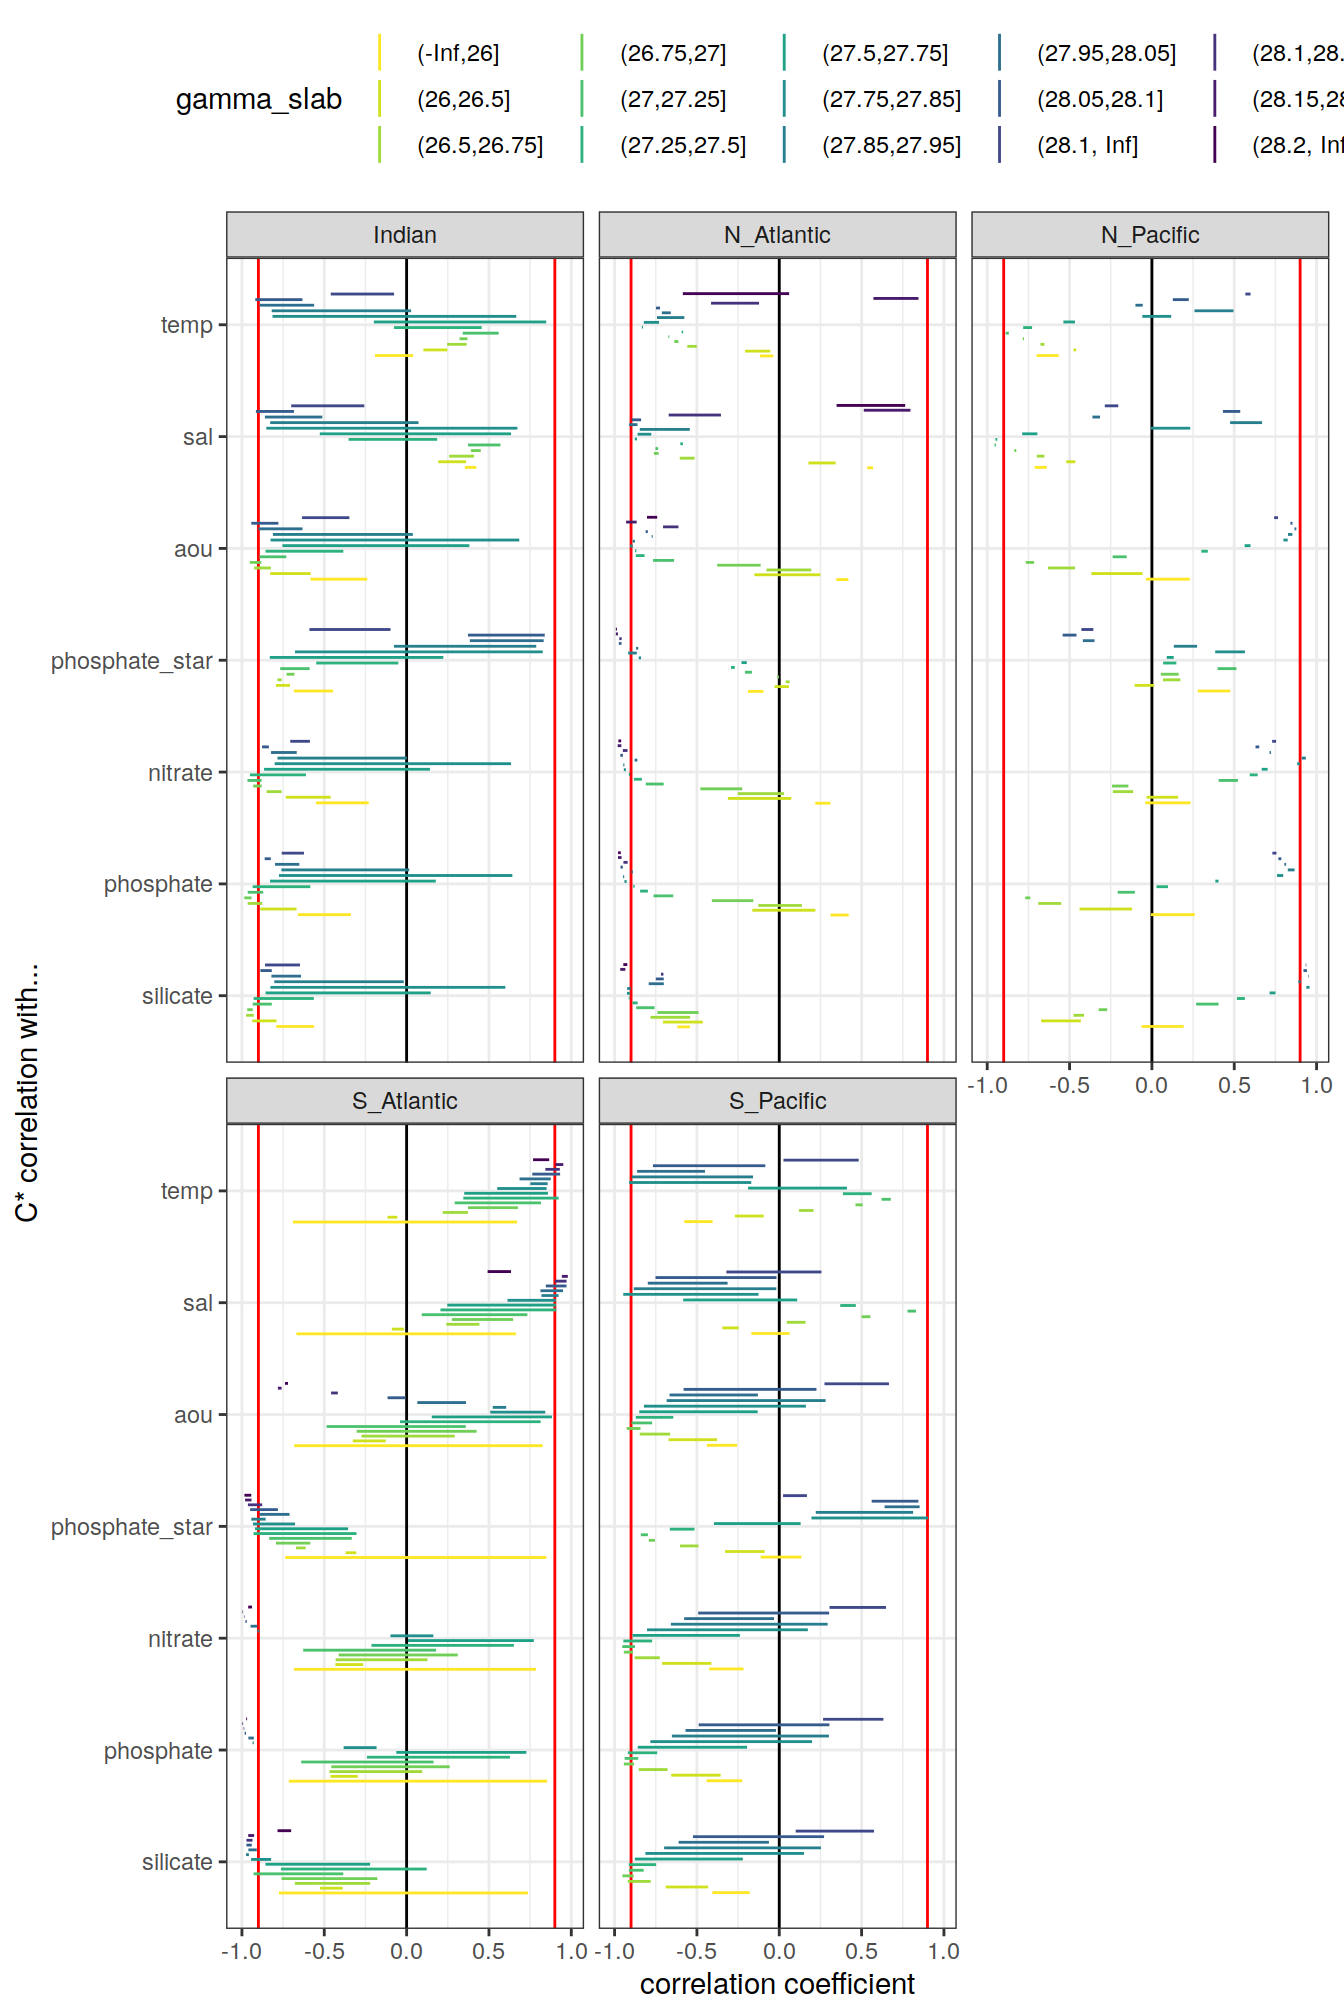 gamma_slab
(-Inf,26] (26.75,27] (27.5,27.75] (27.95,28.05] (28.1,28.
(26,26.5] (27,27.25] (27.75,27.85] (28.05,28.1] (28.15,28
(26.5,26.75] (27.25,27.5] (27.85,27.95] (28.1, Inf] (28.2, Inf
Indian N_Atlantic N_Pacific
temp
sal
aou
phosphate_star
nitrate
phosphate
silicate
-1.0 -0.5 0.0 0.5 1.0
S_Atlantic S_Pacific
temp
sal
aou
phosphate_star
nitrate
phosphate
silicate
-1.0 -0.5 0.0 0.5 1.0 -1.0 -0.5 0.0 0.5 1.0
correlation coefficient
C* correlation with...